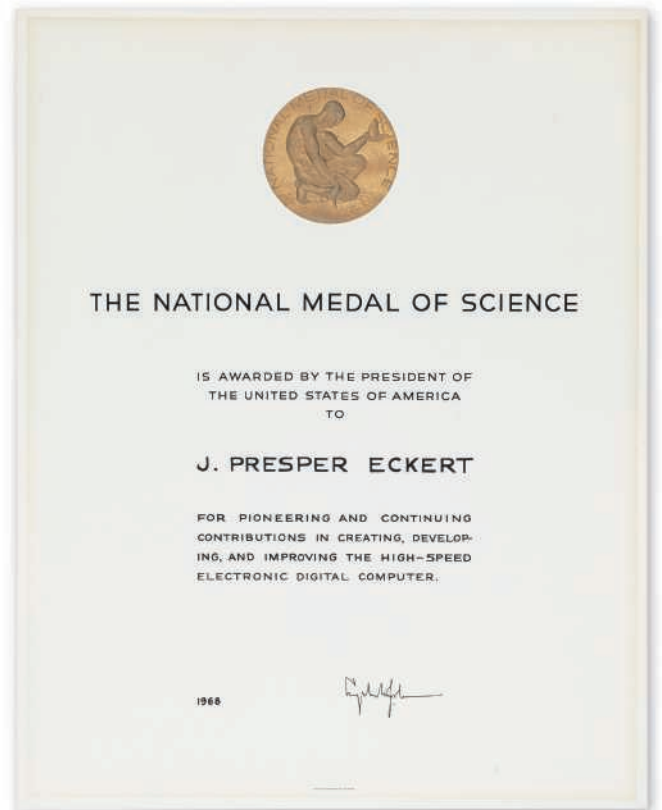 NATIONAL MEDAL OF SCIENCE
THE NATIONAL MEDAL OF SCIENCE
IS AWARDED BY THE PRESIDENT OF
THE UNITED STATES OF AMERICA
TO
J. PRESPER ECKERT
FOR PIONEERING AND CONTINUING
CONTRIBUTIONS IN CREATING, DEVELOP-
ING, AND IMPROVING THE HIGH-SPEED
ELECTRONIC DIGITAL COMPUTER.
1968